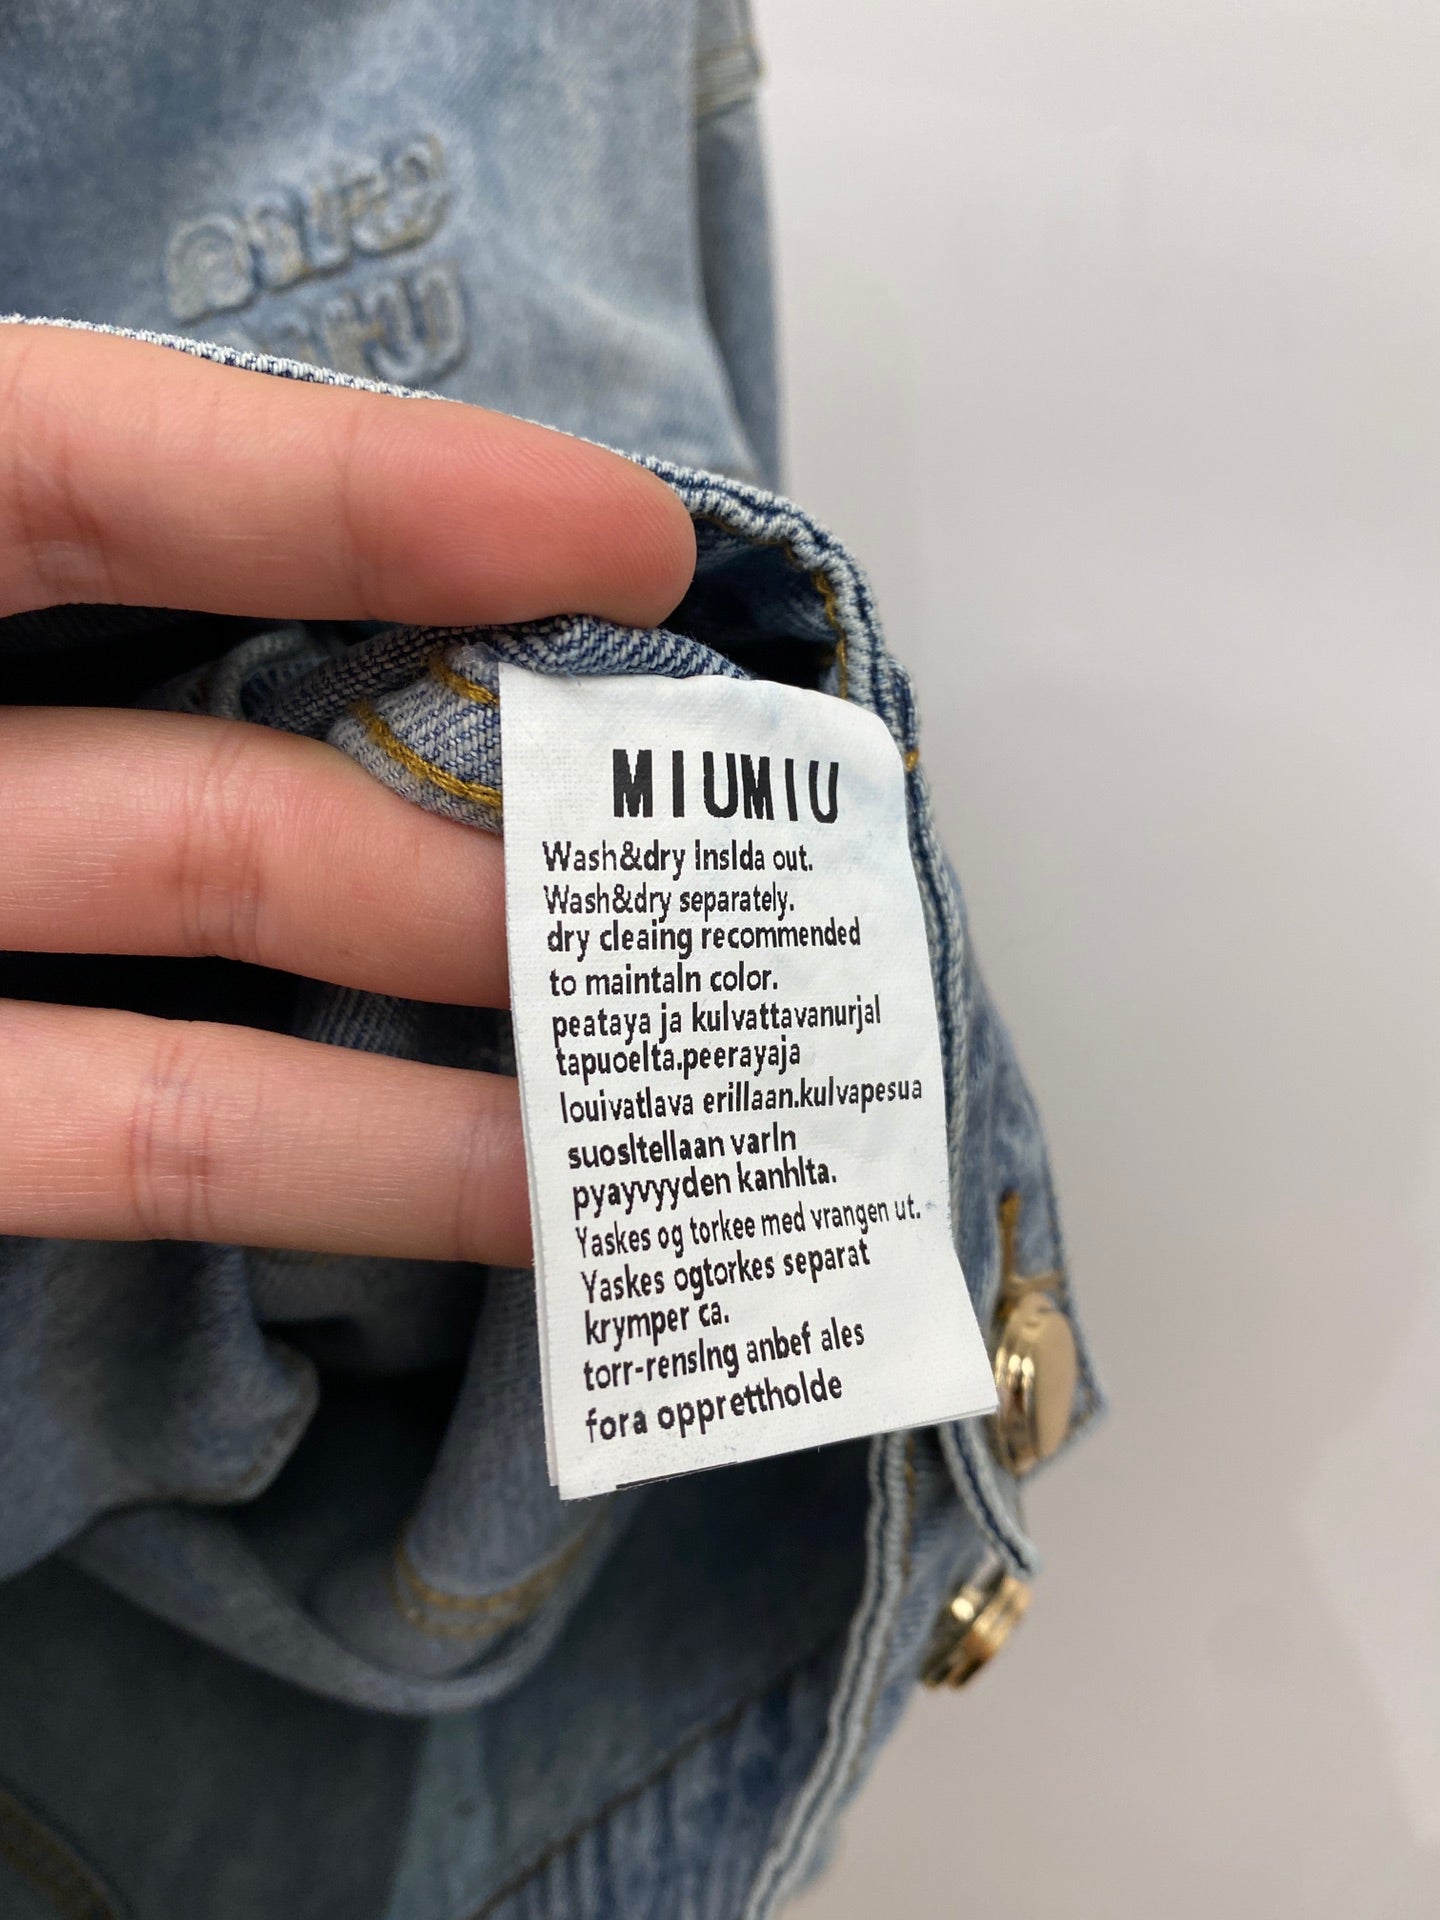 miu
miu
MIUMIU
Wash&dry lnslda out.
Wash&dry separately.
dry cleaing recommended
to maintaln color.
peataya ja kulvattavanurjal
tapuoelta.peerayaja
louivatlava erillaan.kulvapesua
suosltellaan varln
pyayvyyden kanhlta.
Yaskes og torkee med vrangen ut.
Yaskes ogtorkes separat
krymper ca.
torr-renslng anbef ales
fora opprettholde